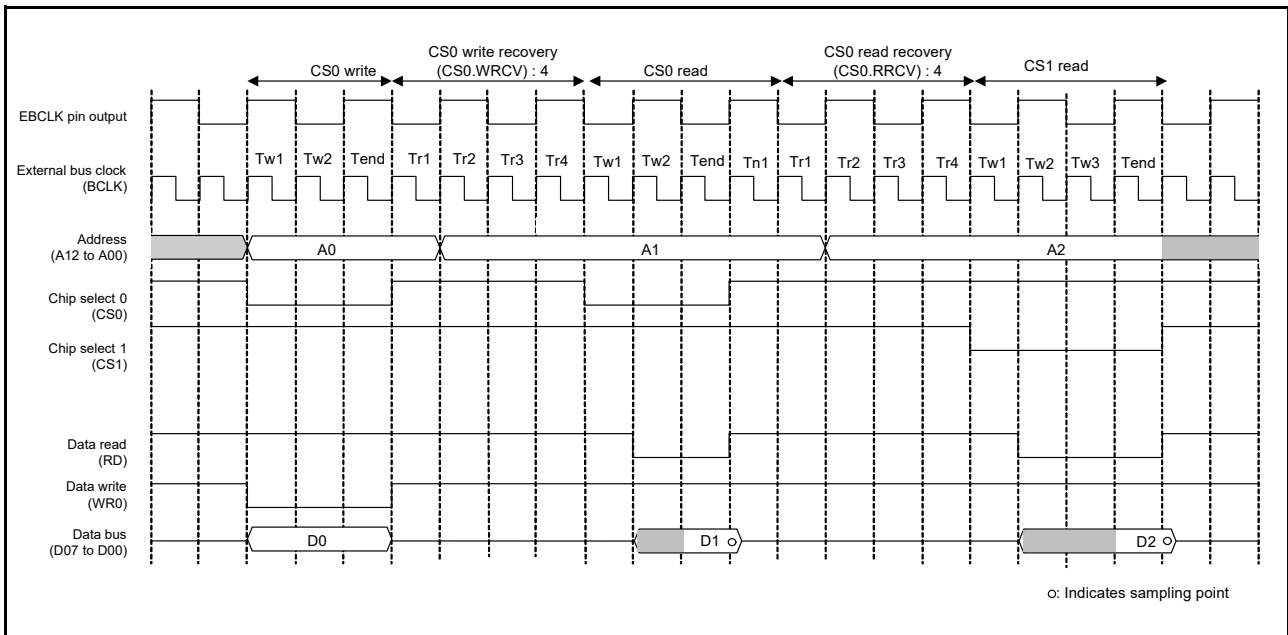 CS0 write
CS0 write recovery
(CS0.WRCV) : 4
CS0 read
CS0 read recovery
(CS0.RRCV) : 4
CS1 read
EBCLK pin output
Tw1 Tw2 Tend Tr1 Tr2 Tr3 Tr4 Tw1 Tw2 Tend Tn1 Tr1 Tr2 Tr3 Tr4 Tw1 Tw2 Tw3 Tend
External bus clock
(BCLK)
Address
(A12 to A00)
A0 A1 A2
Chip select 0
(CS0)
Chip select 1
(CS1)
Data read
(RD)
Data write
(WR0)
Data bus
(D07 to D00)
D0 D1 D2
o: Indicates sampling point